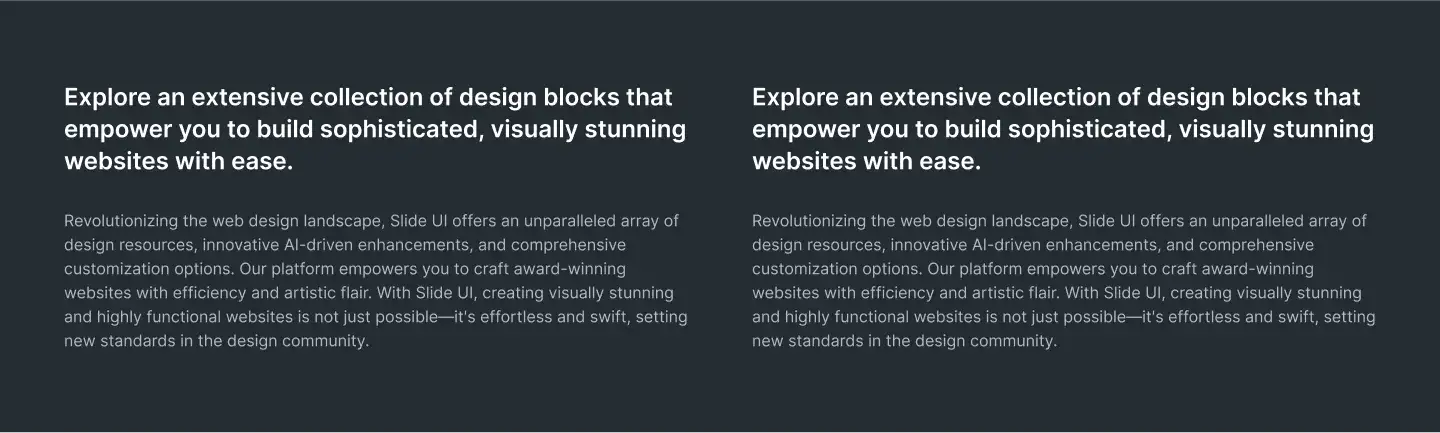 Explore an extensive collection of design blocks that
empower you to build sophisticated, visually stunning
websites with ease.
Revolutionizing the web design landscape, Slide UI offers an unparalleled array of
design resources, innovative AI-driven enhancements, and comprehensive
customization options. Our platform empowers you to craft award-winning
websites with efficiency and artistic flair. With Slide UI, creating visually stunning
and highly functional websites is not just possible—it's effortless and swift, setting
new standards in the design community.
Explore an extensive collection of design blocks that
empower you to build sophisticated, visually stunning
websites with ease.
Revolutionizing the web design landscape, Slide UI offers an unparalleled array of
design resources, innovative AI-driven enhancements, and comprehensive
customization options. Our platform empowers you to craft award-winning
websites with efficiency and artistic flair. With Slide UI, creating visually stunning
and highly functional websites is not just possible—it's effortless and swift, setting
new standards in the design community.